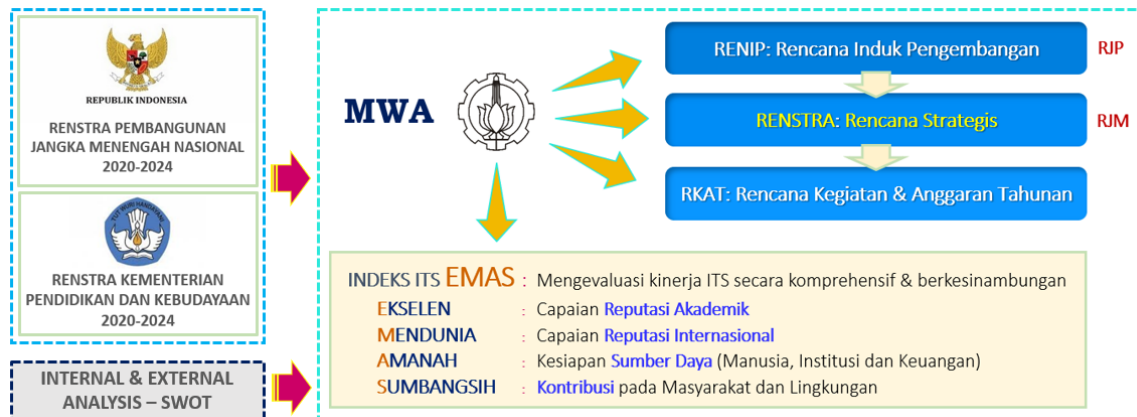 REPUBLIK INDONESIA
RENSTRA PEMBANGUNAN
JANGKA MENENGAH NASIONAL
2020-2024
TUT WURI HANDAYANI
RENSTRA KEMENTERIAN
PENDIDIKAN DAN KEBUDAYAAN
2020-2024
INTERNAL & EXTERNAL
ANALYSIS – SWOT
MWA
RENIP: Rencana Induk Pengembangan
RJP
RENSTRA: Rencana Strategis
RJM
RKAT: Rencana Kegiatan & Anggaran Tahunan
INDEKS ITS EMAS : Mengevaluasi kinerja ITS secara komprehensif & berkesinambungan
EKSELEN : Capaian Reputasi Akademik
MENDUNIA : Capaian Reputasi Internasional
AMANAH : Kesiapan Sumber Daya (Manusia, Institusi dan Keuangan)
SUMBANGSIH : Kontribusi pada Masyarakat dan Lingkungan